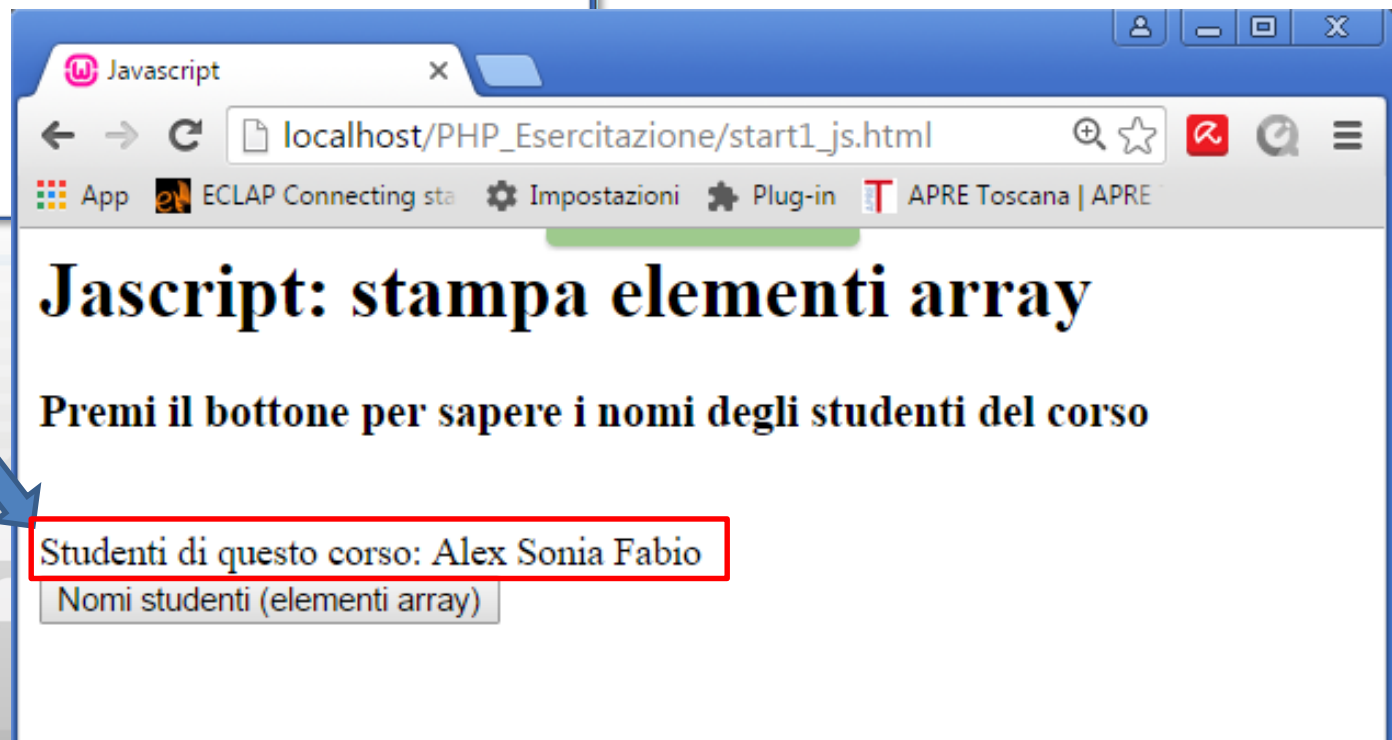 Javascript
localhost/PHP_Esercitazione/start1_js.html
App ECLAP Connecting sta Impostazioni Plug-in APRE Toscana | APRE
Jascript: stampa elementi array
Premi il bottone per sapere i nomi degli studenti del corso
Studenti di questo corso: Alex Sonia Fabio
Nomi studenti (elementi array)